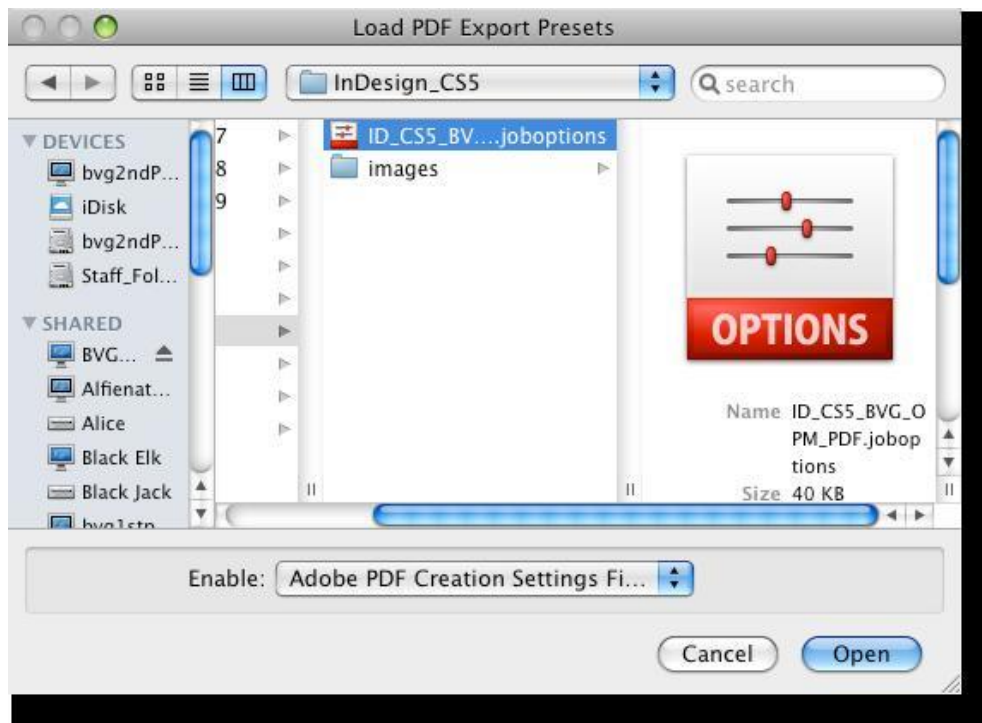 Load PDF Export Presets
InDesign_CS5
search
DEVICES
bvg2ndP...
iDisk
bvg2ndP...
Staff_Fol...
SHARED
BVG...
Alfienat...
Alice
Black Elk
Black Jack
bvg1stp
7
8
9
ID_CS5_BV....joboptions
images
OPTIONS
Name ID_CS5_BVG_O
PM_PDF.jobop
tions
Size 40 KB
Enable: Adobe PDF Creation Settings Fi...
Cancel
Open